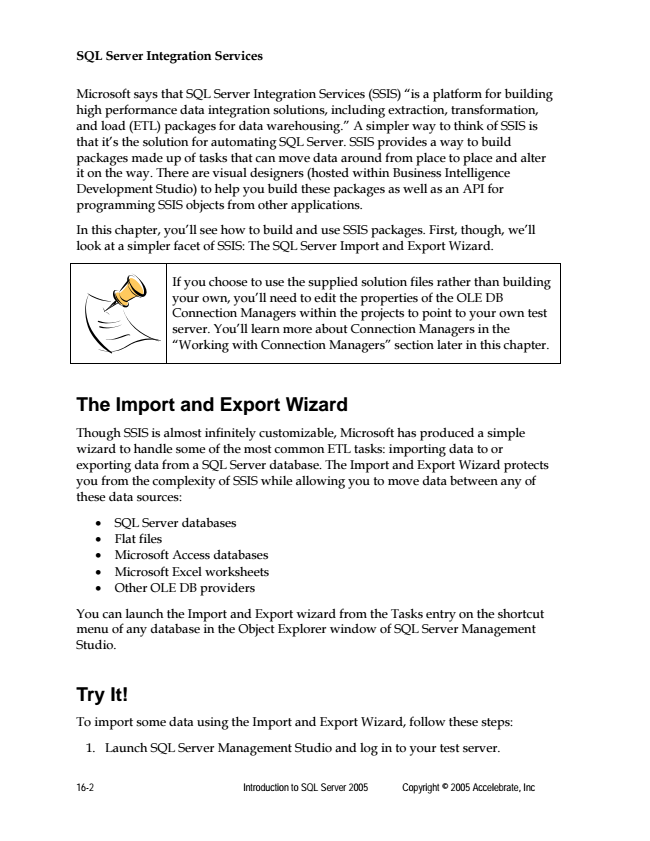 SQL Server Integration Services
Microsoft says that SQL Server Integration Services (SSIS) “is a platform for building
high performance data integration solutions, including extraction, transformation,
and load (ETL) packages for data warehousing.” A simpler way to think of SSIS is
that it’s the solution for automating SQL Server. SSIS provides a way to build
packages made up of tasks that can move data around from place to place and alter
it on the way. There are visual designers (hosted within Business Intelligence
Development Studio) to help you build these packages as well as an API for
programming SSIS objects from other applications.
In this chapter, you’ll see how to build and use SSIS packages. First, though, we’ll
look at a simpler facet of SSIS: The SQL Server Import and Export Wizard.
If you choose to use the supplied solution files rather than building
your own, you’ll need to edit the properties of the OLE DB
Connection Managers within the projects to point to your own test
server. You’ll learn more about Connection Managers in the
“Working with Connection Managers” section later in this chapter.
The Import and Export Wizard
Though SSIS is almost infinitely customizable, Microsoft has produced a simple
wizard to handle some of the most common ETL tasks: importing data to or
exporting data from a SQL Server database. The Import and Export Wizard protects
you from the complexity of SSIS while allowing you to move data between any of
these data sources:
• SQL Server databases
• Flat files
• Microsoft Access databases
• Microsoft Excel worksheets
• Other OLE DB providers
You can launch the Import and Export wizard from the Tasks entry on the shortcut
menu of any database in the Object Explorer window of SQL Server Management
Studio.
Try It!
To import some data using the Import and Export Wizard, follow these steps:
1. Launch SQL Server Management Studio and log in to your test server.
16-2 Introduction to SQL Server 2005 Copyright © 2005 Accelebrate, Inc